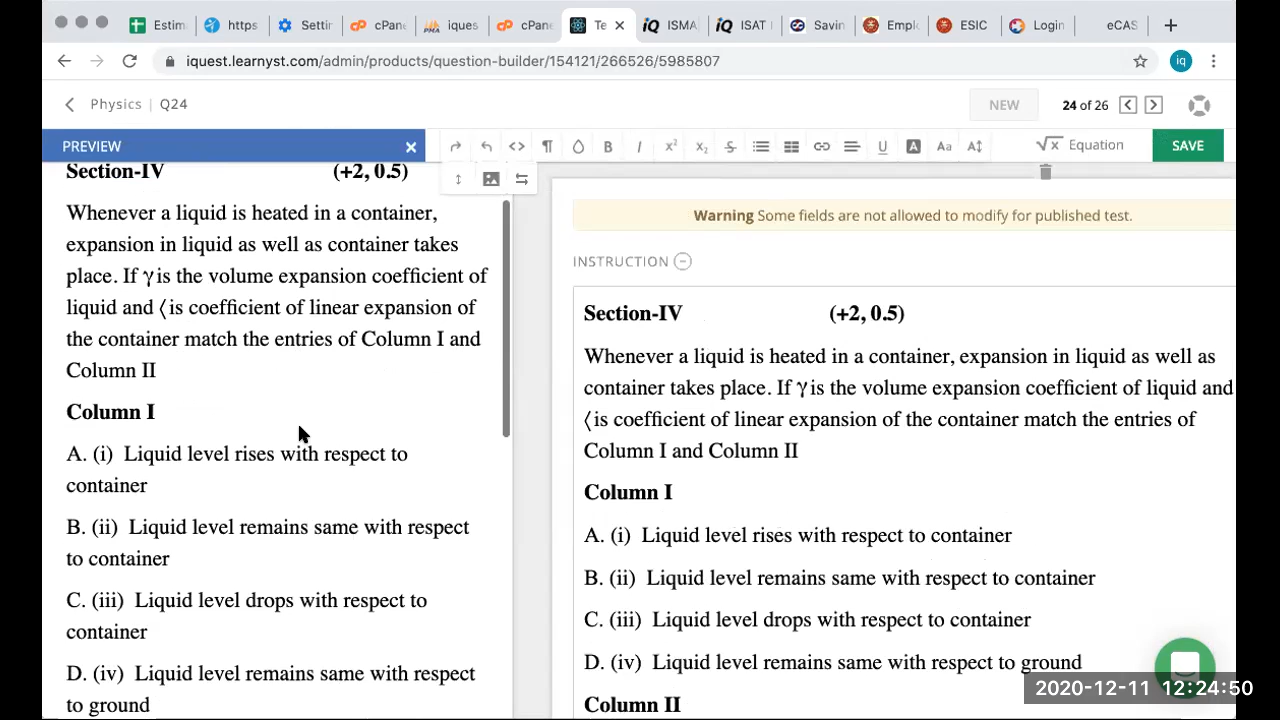 Estim
https
Settir
cPane
iques
cPane
Te
ISMA
ISAT I
Savin
Emplo
ESIC
Login
eCAS
iquest.learnyst.com/admin/products/question-builder/154121/266526/5985807
iq
Physics | Q24
NEW
24 of 26
PREVIEW
Equation
SAVE
Section-IV (+2, 0.5)
Whenever a liquid is heated in a container,
expansion in liquid as well as container takes
place. If γ is the volume expansion coefficient of
liquid and ⟨ is coefficient of linear expansion of
the container match the entries of Column I and
Column II
Column I
A. (i) Liquid level rises with respect to
container
B. (ii) Liquid level remains same with respect
to container
C. (iii) Liquid level drops with respect to
container
D. (iv) Liquid level remains same with respect
to ground
Warning Some fields are not allowed to modify for published test.
INSTRUCTION
Section-IV (+2, 0.5)
Whenever a liquid is heated in a container, expansion in liquid as well as
container takes place. If γ is the volume expansion coefficient of liquid and
⟨ is coefficient of linear expansion of the container match the entries of
Column I and Column II
Column I
A. (i) Liquid level rises with respect to container
B. (ii) Liquid level remains same with respect to container
C. (iii) Liquid level drops with respect to container
D. (iv) Liquid level remains same with respect to ground
Column II
2020-12-11 12:24:50